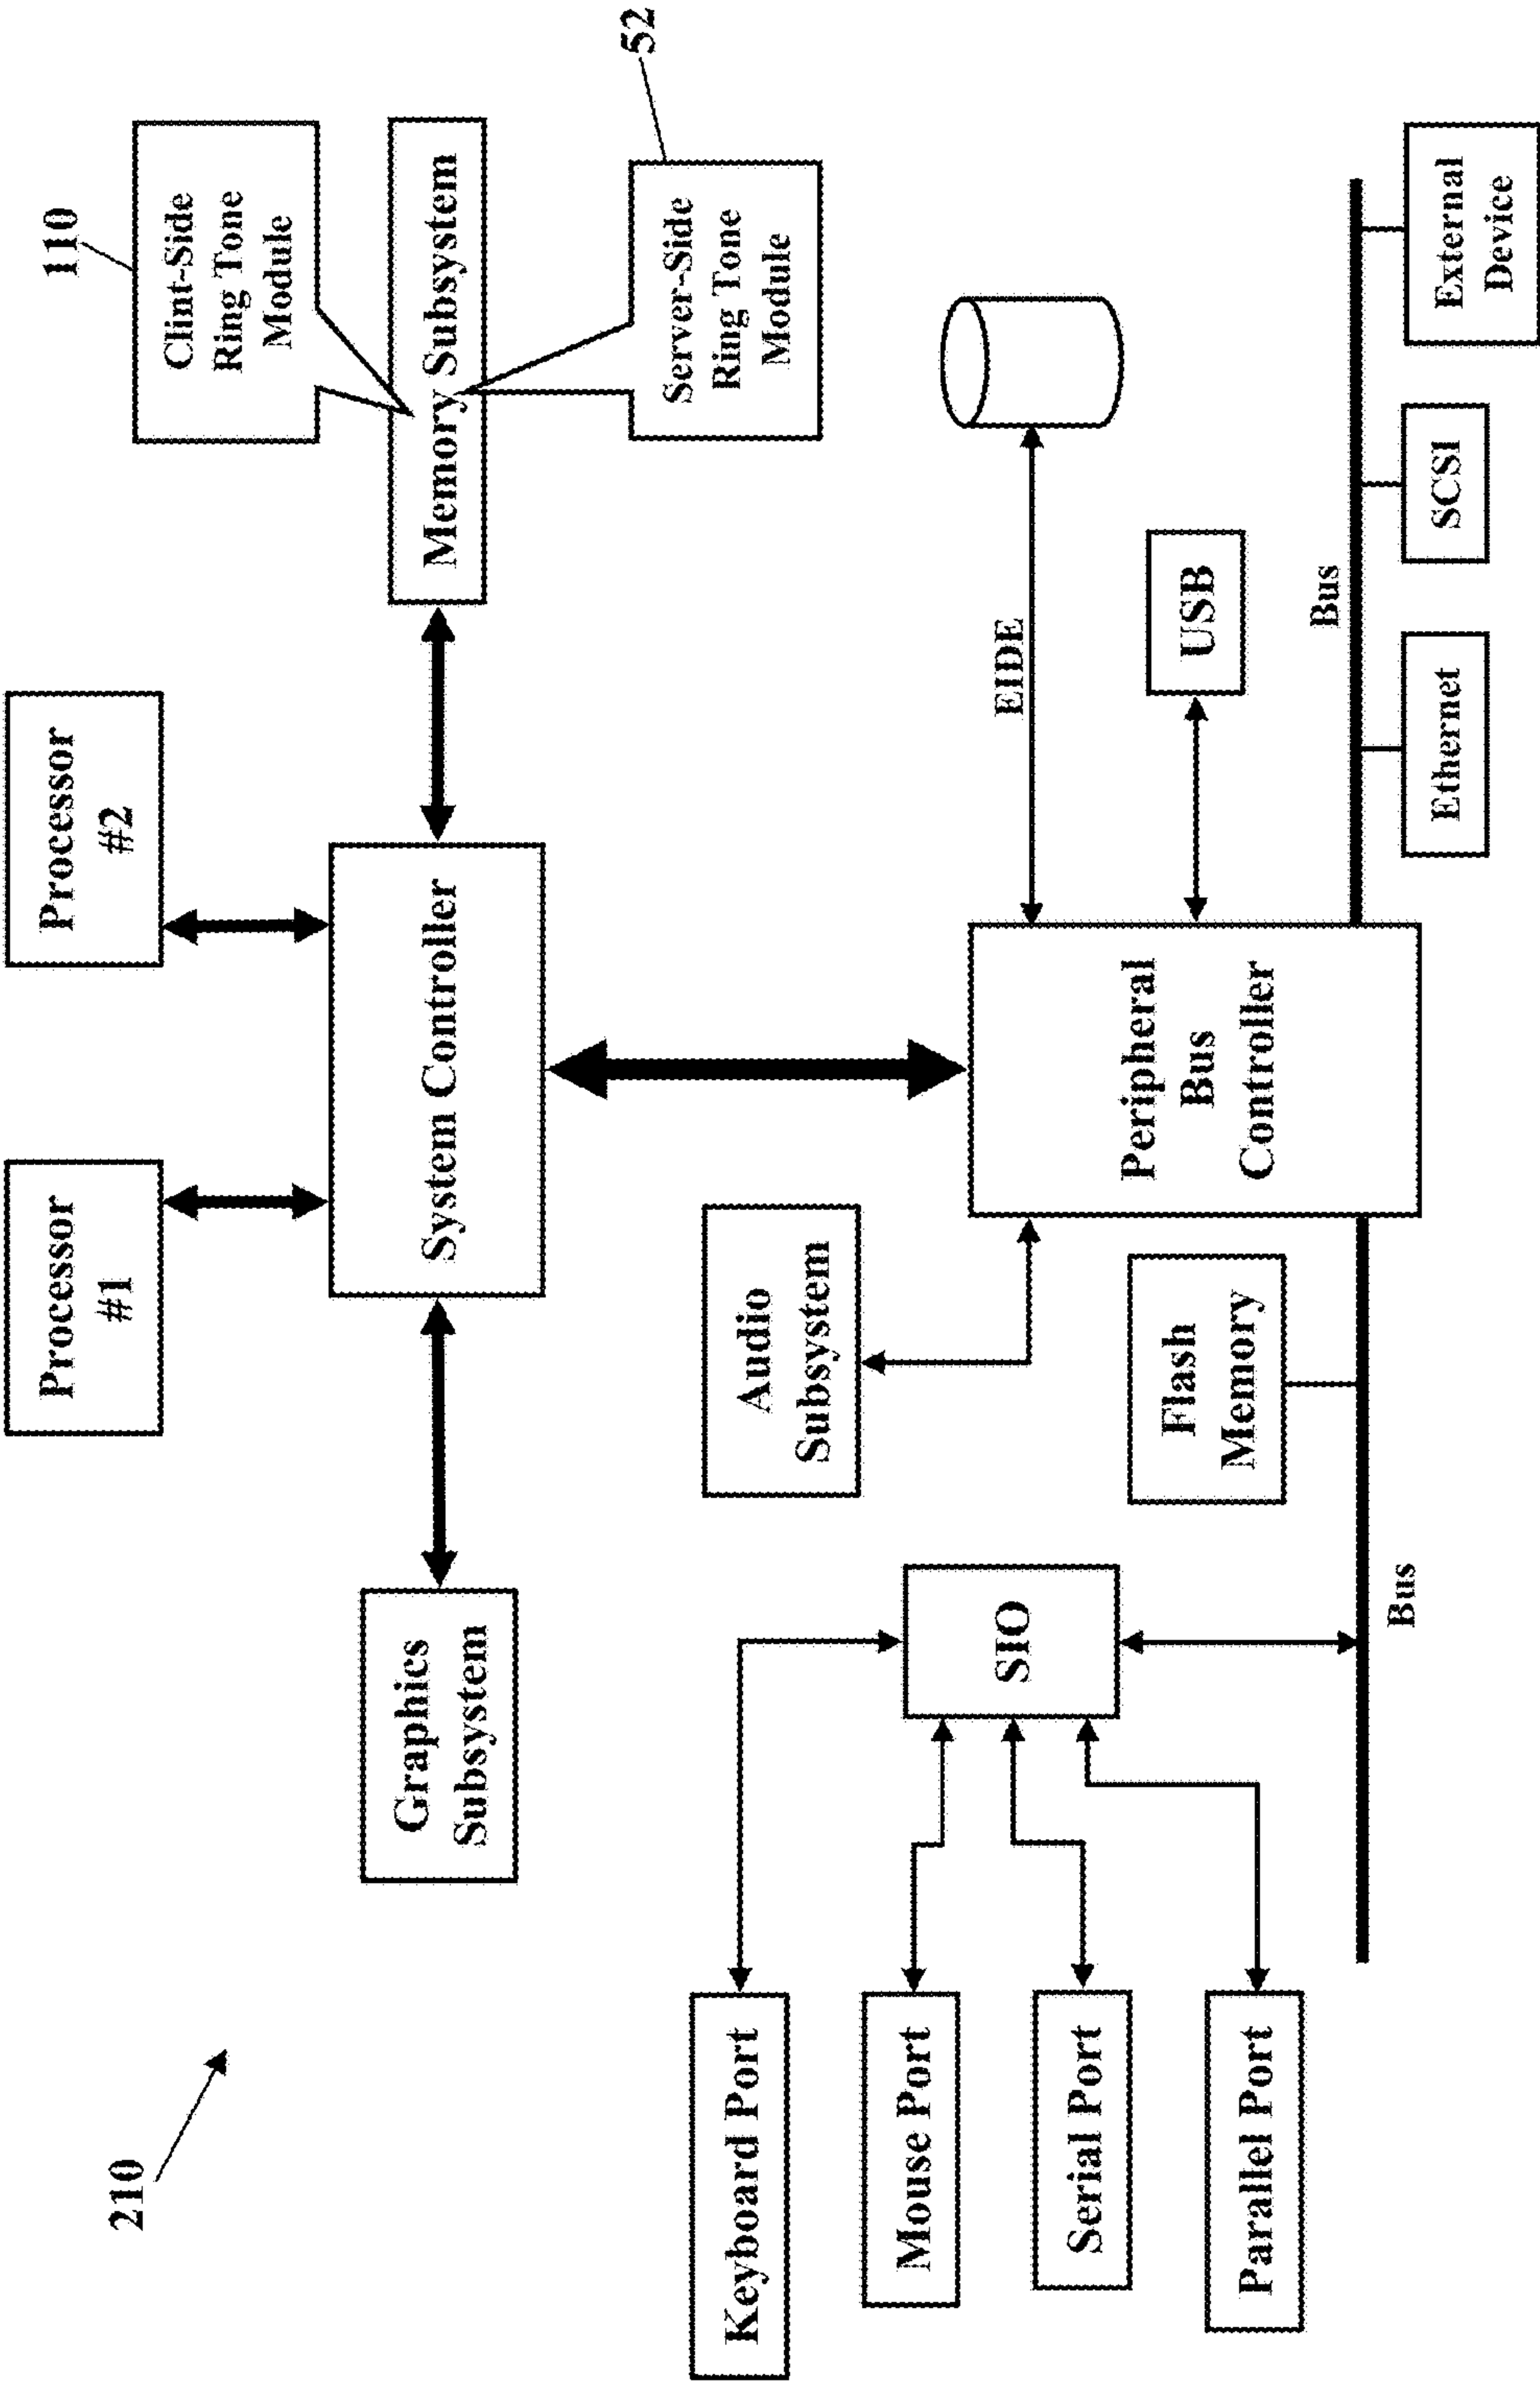 210
Processor
#1
Processor
#2
110
Clint-Side
Ring Tone
Module
Graphics
Subsystem
System Controller
Memory Subsystem
52
Server-Side
Ring Tone
Module
Keyboard Port
Mouse Port
Serial Port
Parallel Port
SIO
Audio
Subsystem
Flash
Memory
Bus
Peripheral
Bus
Controller
EIDE
USB
Bus
Ethernet
SCSI
External
Device